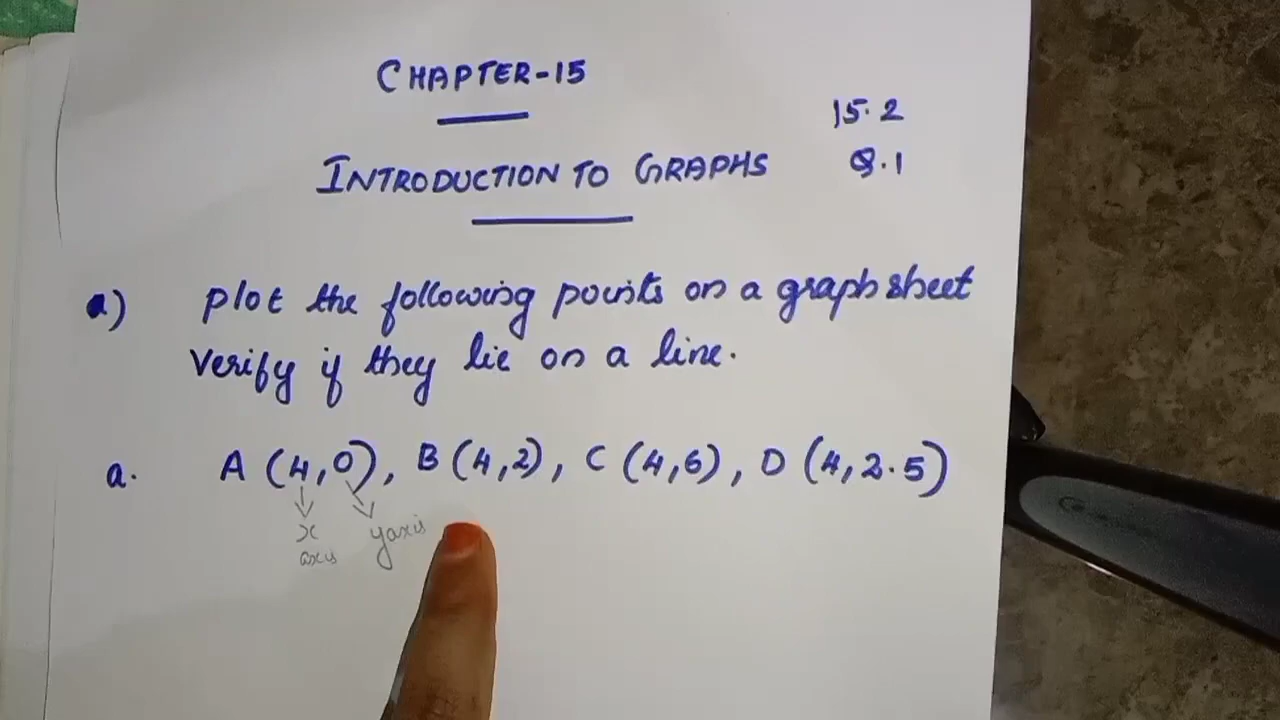 CHAPTER-15
15.2
INTRODUCTION TO GRAPHS
Q.1
a) plot the following points on a graph sheet
verify if they lie on a line.
a. A (4,0), B (4,2), C (4,6), D (4, 2.5)
x
axis
y axis